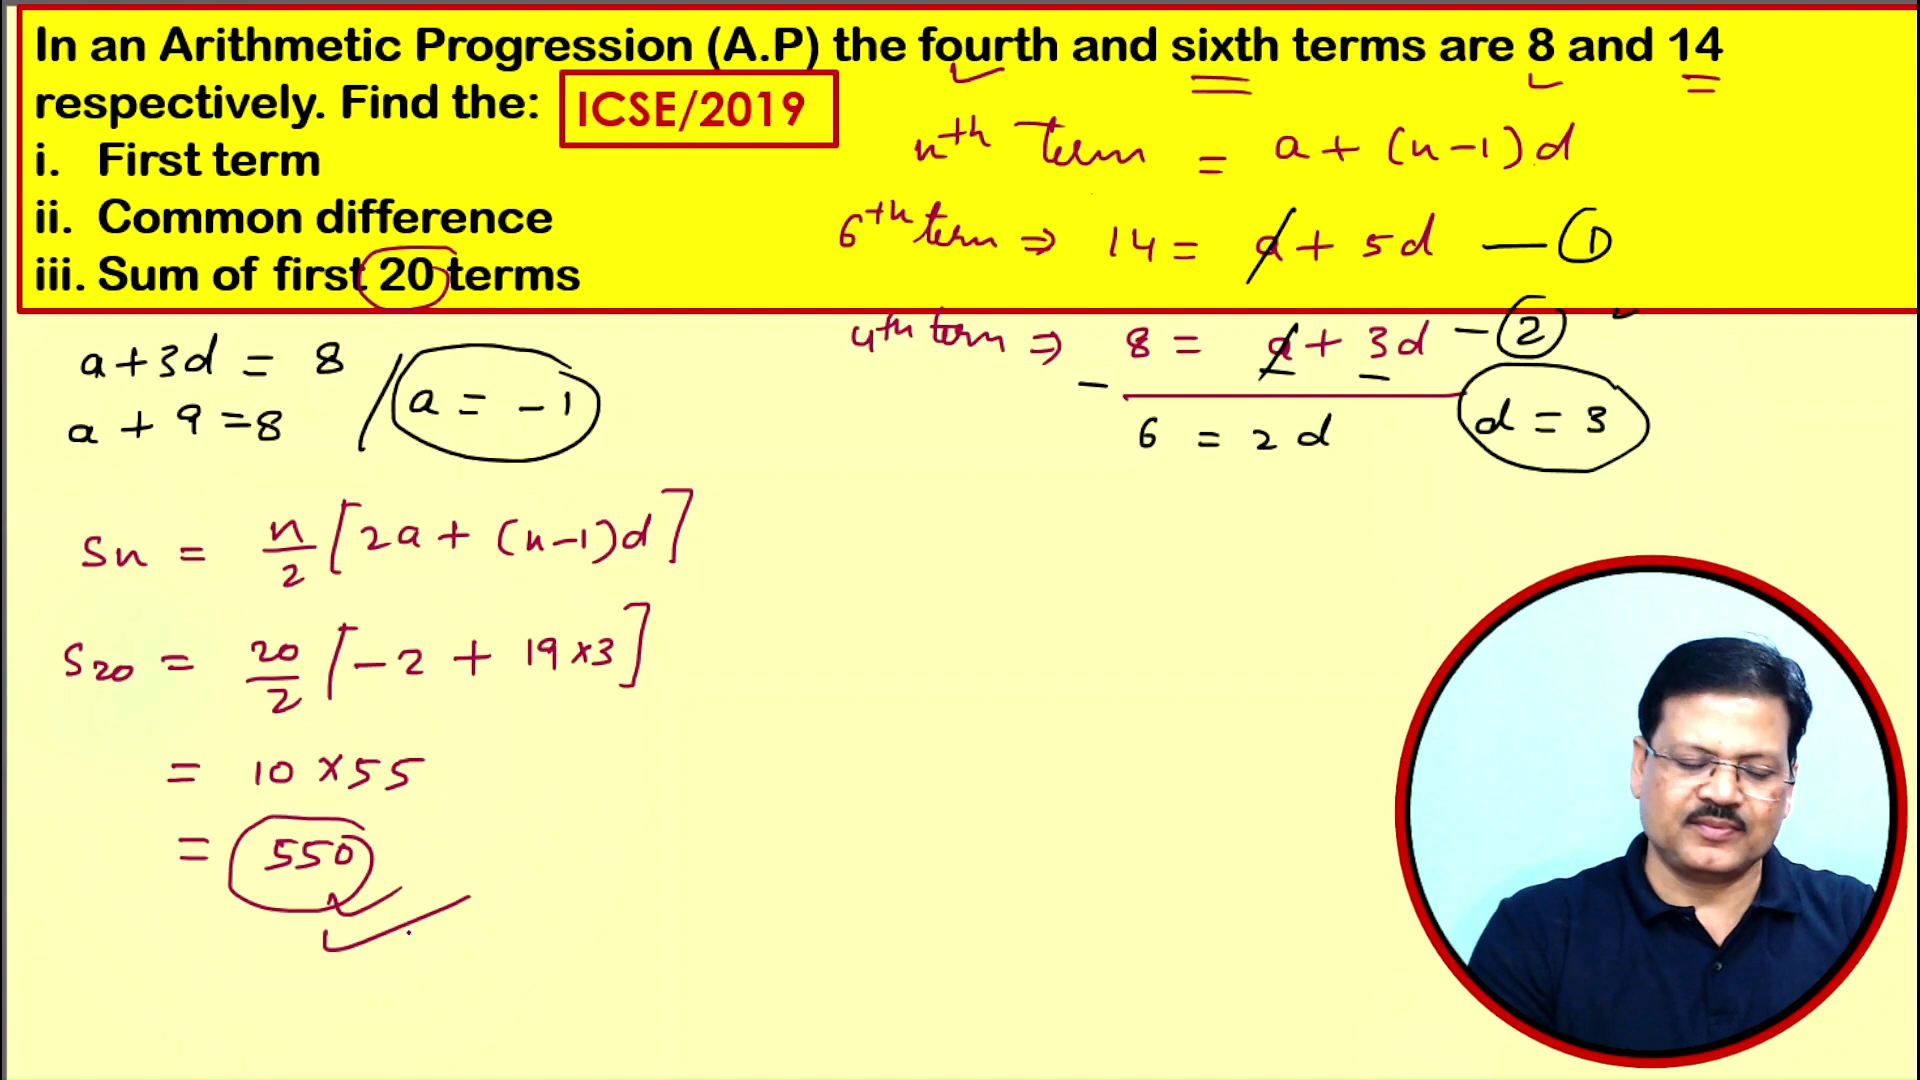 In an Arithmetic Progression (A.P) the fourth and sixth terms are 8 and 14
respectively. Find the:
ICSE/2019
i. First term
ii. Common difference
iii. Sum of first 20 terms
nth Term = a + (n-1)d
6th term ⇒ 14 = a + 5d — ①
4th term ⇒ 8 = a + 3d - ②
6 = 2d
d = 3
a + 3d = 8
a + 9 = 8
a = -1
Sn = n/2 [2a + (n-1)d]
S20 = 20/2 [-2 + 19×3]
= 10 × 55
= 550